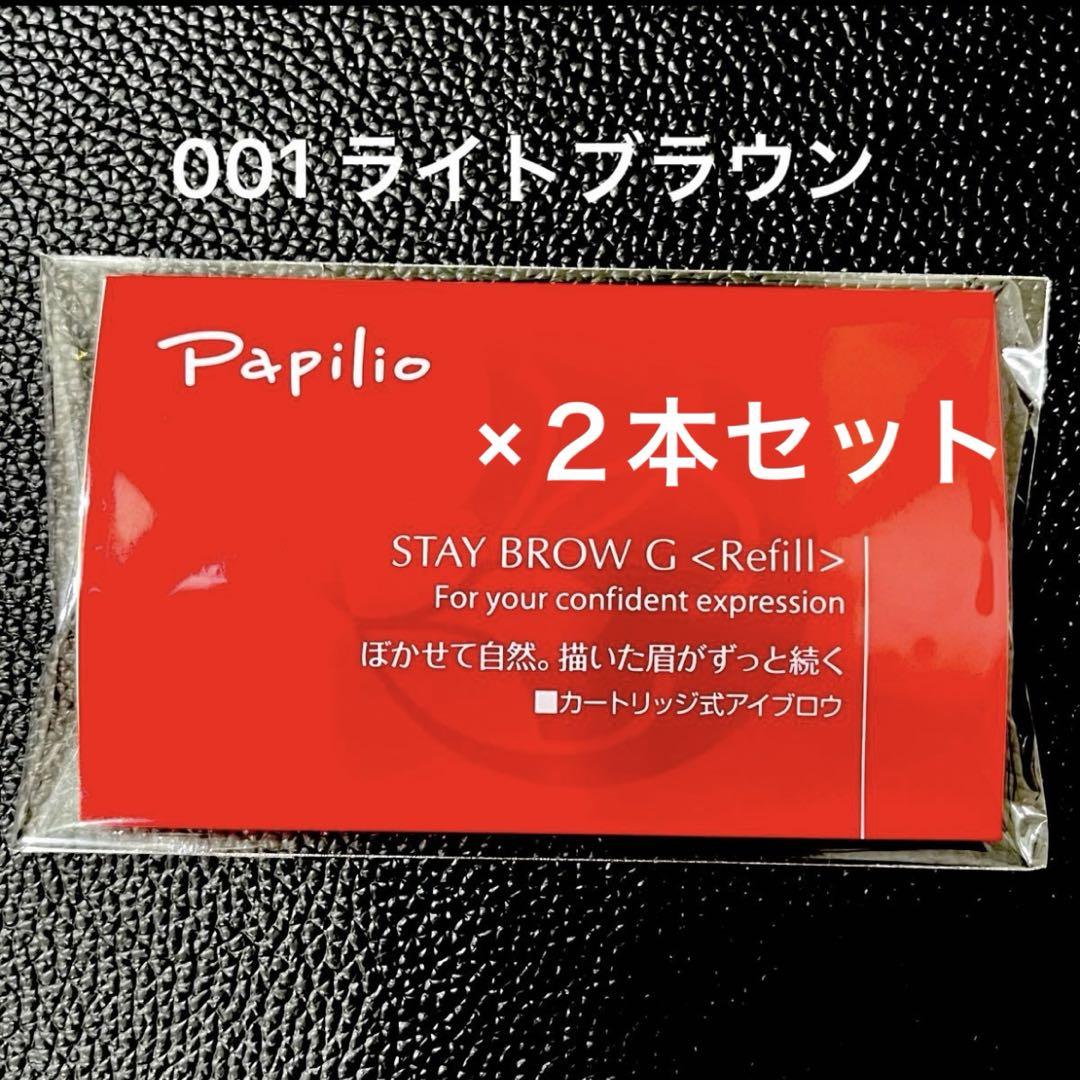 001 ライトブラウン
Papilio
×２本セット
STAY BROW G <Refill>
For your confident expression
ぼかせて自然。描いた眉がずっと続く
■カートリッジ式アイブロウ